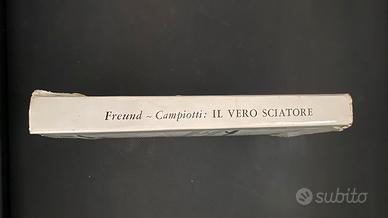 Freund ~ Campiotti: IL VERO SCIATORE
subito